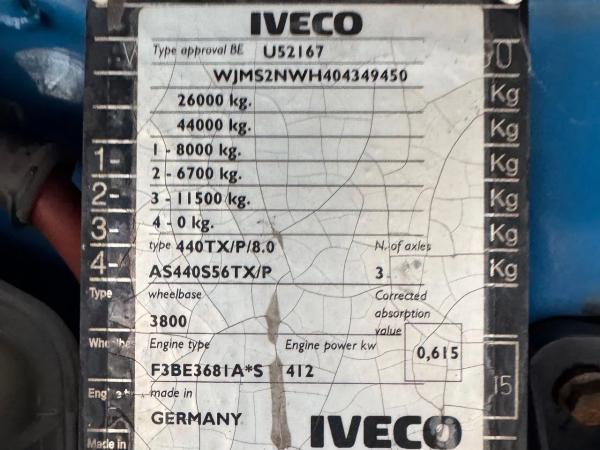 IVECO
Type approval BE U52167
WJMS2NWH404349450
26000 kg. Kg
44000 kg. Kg
1- 1 - 8000 kg. Kg
2- 2 - 6700 kg. Kg
3- 3 - 11500 kg. Kg
4 - 0 kg.
4- type 440TX/P/8.0 N. of axles Kg
AS440S56TX/P 3
Type wheelbase Corrected
absorption
3800 value
Engine type Engine power kw 0,615
F3BE3681A*S 412
made in
GERMANY IVECO
Made in